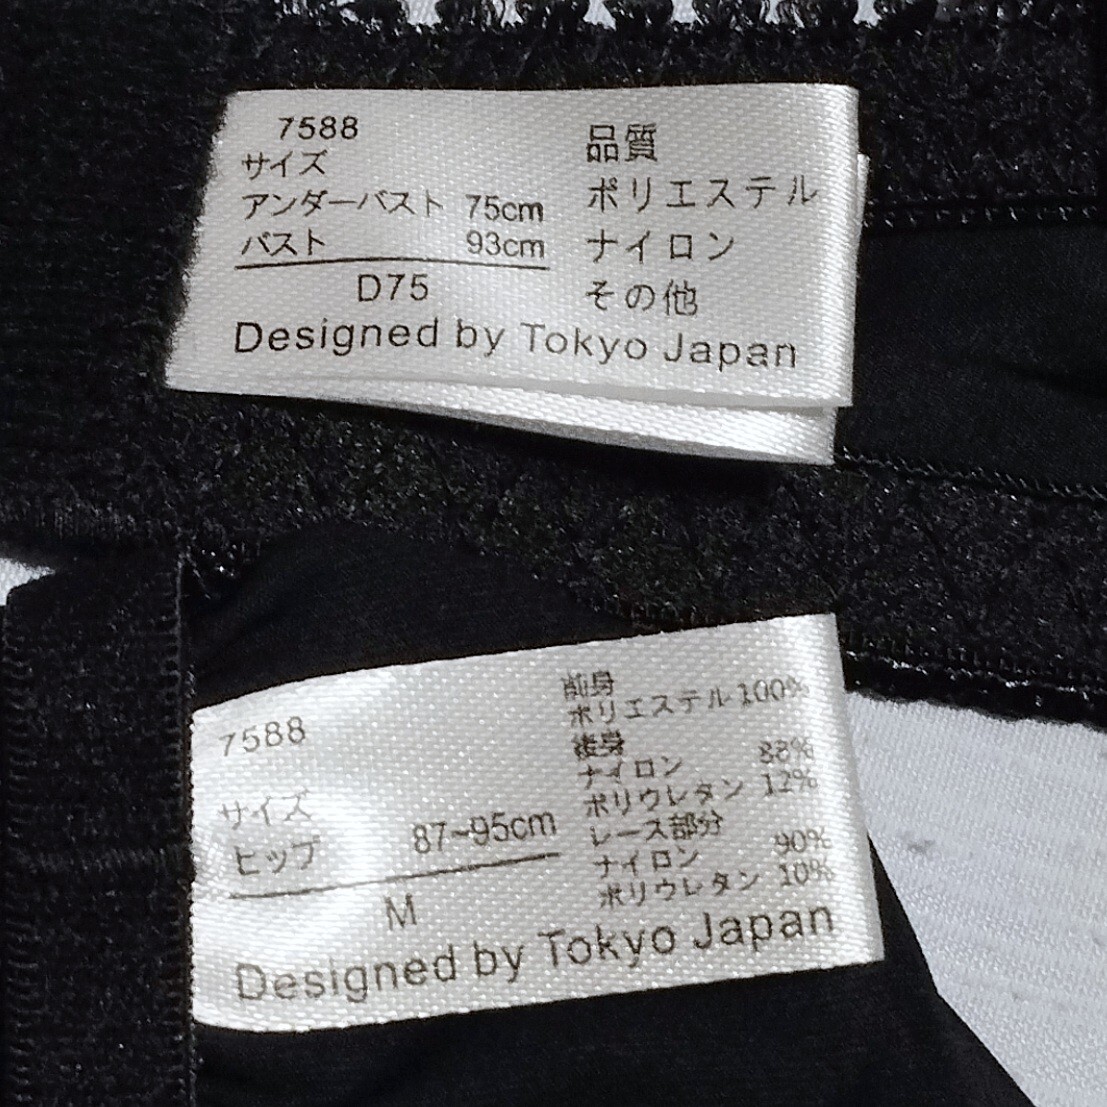 7588
サイズ
アンダーバスト 75cm
バスト 93cm
D75
品質
ポリエステル
ナイロン
その他
Designed by Tokyo Japan
7588
サイズ
ヒップ 87~95cm
M
前身
ポリエステル 100%
後身
ナイロン 88%
ポリウレタン 12%
レース部分
ナイロン 90%
ポリウレタン 10%
Designed by Tokyo Japan